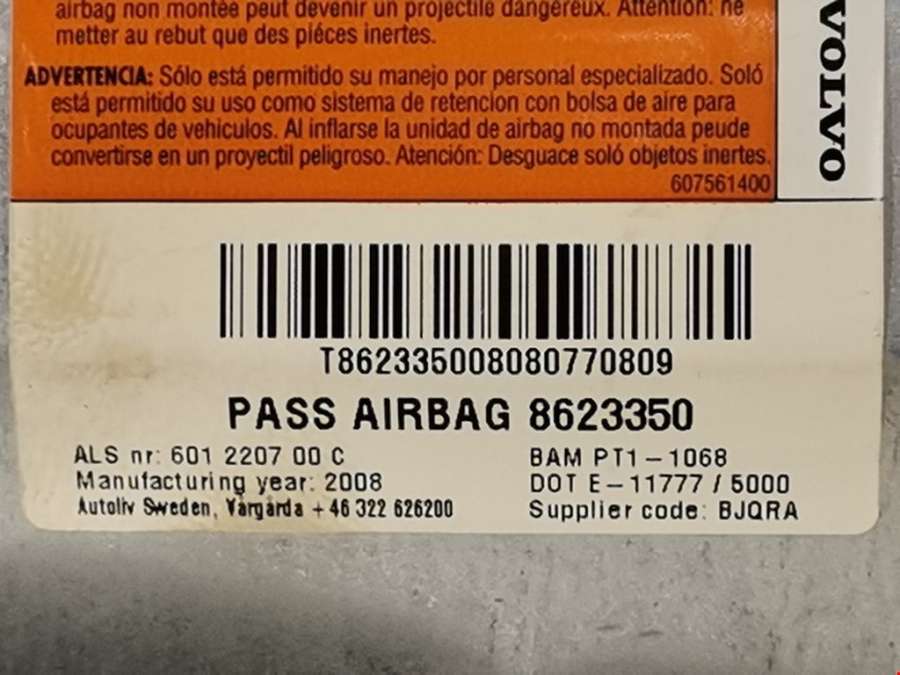 airbag non montée peut devenir un projectile dangereux. Attention: ne
metter au rebut que des piéces inertes.
ADVERTENCIA: Sólo está permitido su manejo por personal especializado. Soló
está permitido su uso como sistema de retencion con bolsa de aire para
ocupantes de vehiculos. Al inflarse la unidad de airbag no montada peude
convertirse en un proyectil peligroso. Atención: Desguace soló objetos inertes.
607561400
VOLVO
T862335008080770809
PASS AIRBAG 8623350
ALS nr: 601 2207 00 C
Manufacturing year: 2008
Autoliv Sweden, Vårgårda +46 322 626200
BAM PT1-1068
DOT E-11777 / 5000
Supplier code: BJQRA